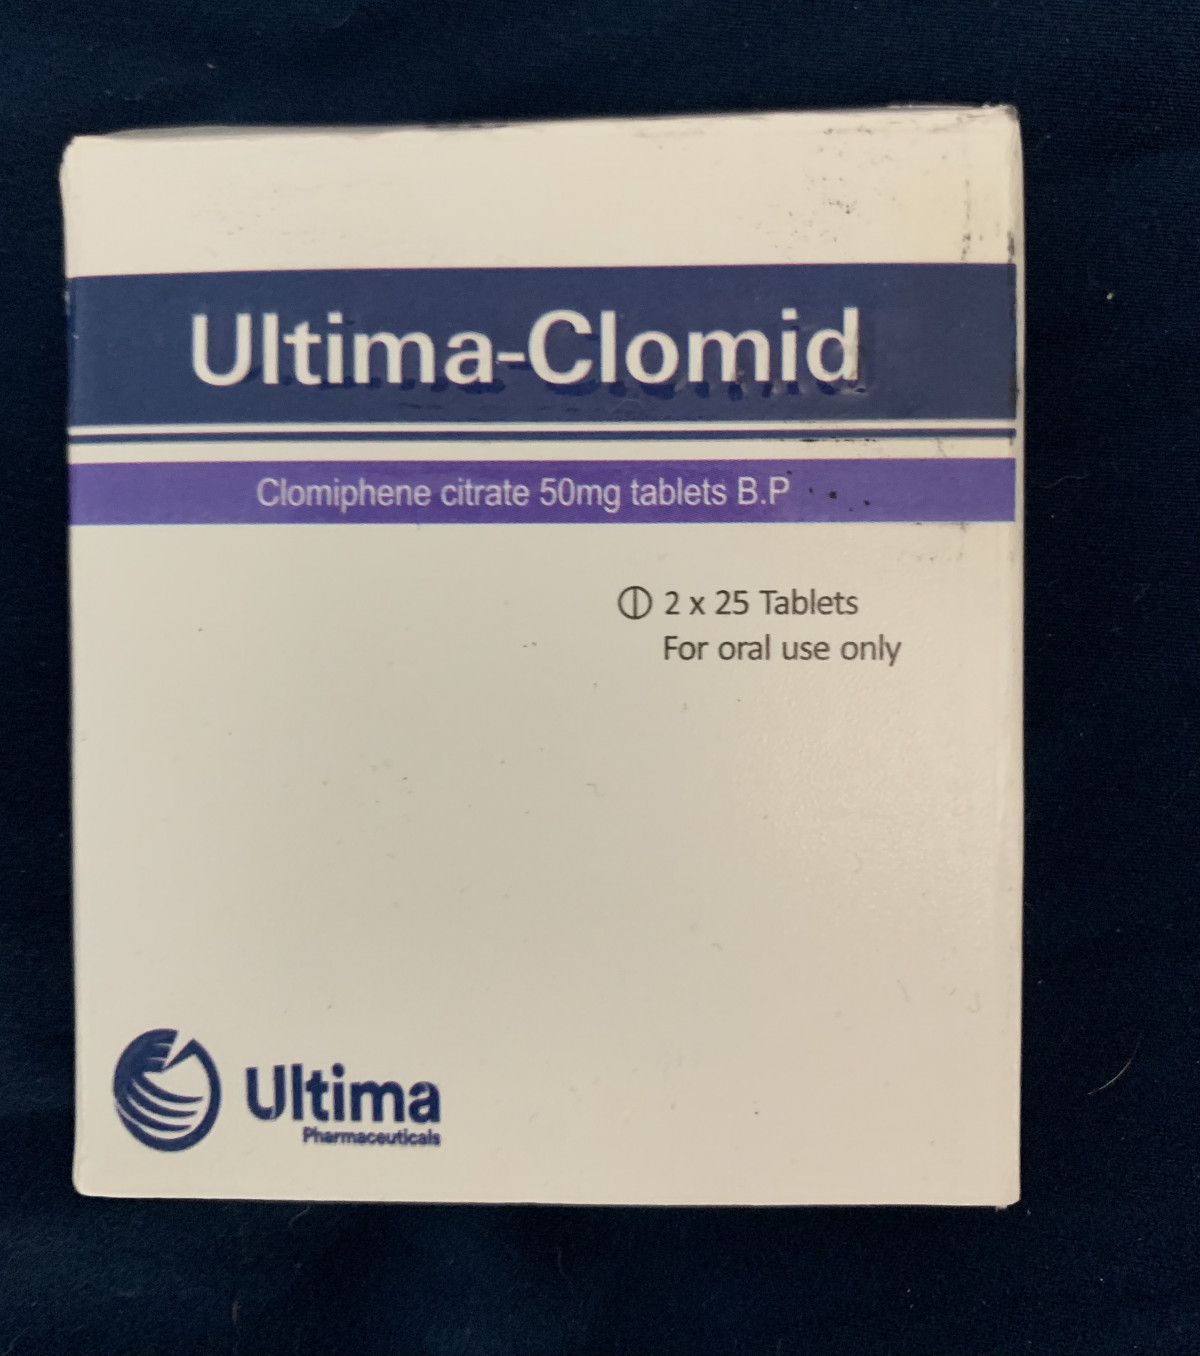 Ultima-Clomid
Clomiphene citrate 50mg tablets B.P
2 x 25 Tablets
For oral use only
Ultima
Pharmaceuticals